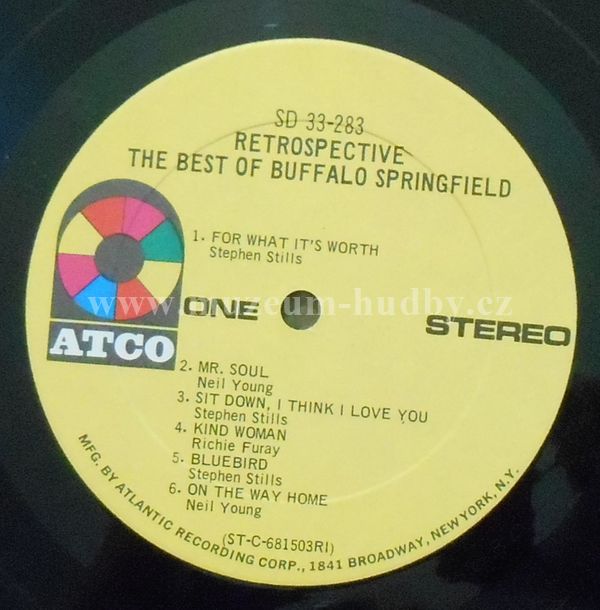 SD 33-283
RETROSPECTIVE
THE BEST OF BUFFALO SPRINGFIELD
1. FOR WHAT IT'S WORTH
Stephen Stills
www.muzeum-hudby.cz
ONE
STEREO
ATCO
2. MR. SOUL
Neil Young
3. SIT DOWN, I THINK I LOVE YOU
Stephen Stills
4. KIND WOMAN
Richie Furay
5. BLUEBIRD
Stephen Stills
6. ON THE WAY HOME
Neil Young
(ST-C-681503RI)
MFG. BY ATLANTIC RECORDING CORP., 1841 BROADWAY, NEW YORK, N.Y.